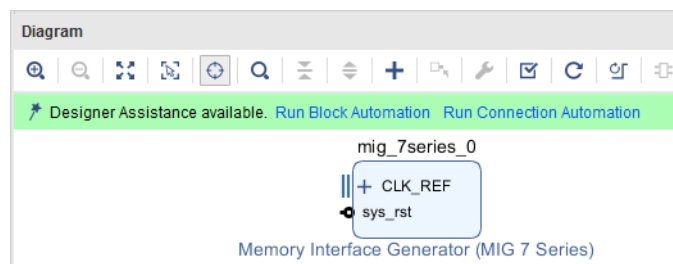 Diagram
Designer Assistance available. Run Block Automation Run Connection Automation
mig_7series_0
CLK_REF
sys_rst
Memory Interface Generator (MIG 7 Series)